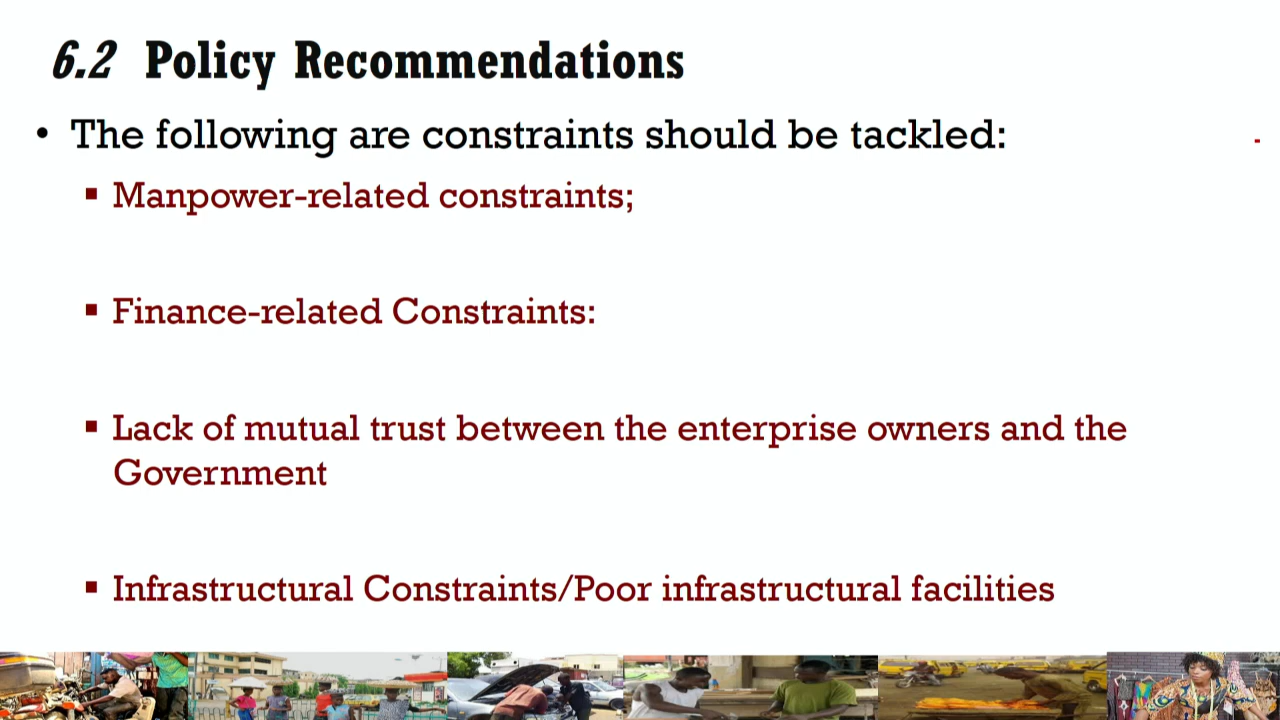 6.2 Policy Recommendations
• The following are constraints should be tackled:
▪ Manpower-related constraints;
▪ Finance-related Constraints:
▪ Lack of mutual trust between the enterprise owners and the
Government
▪ Infrastructural Constraints/Poor infrastructural facilities